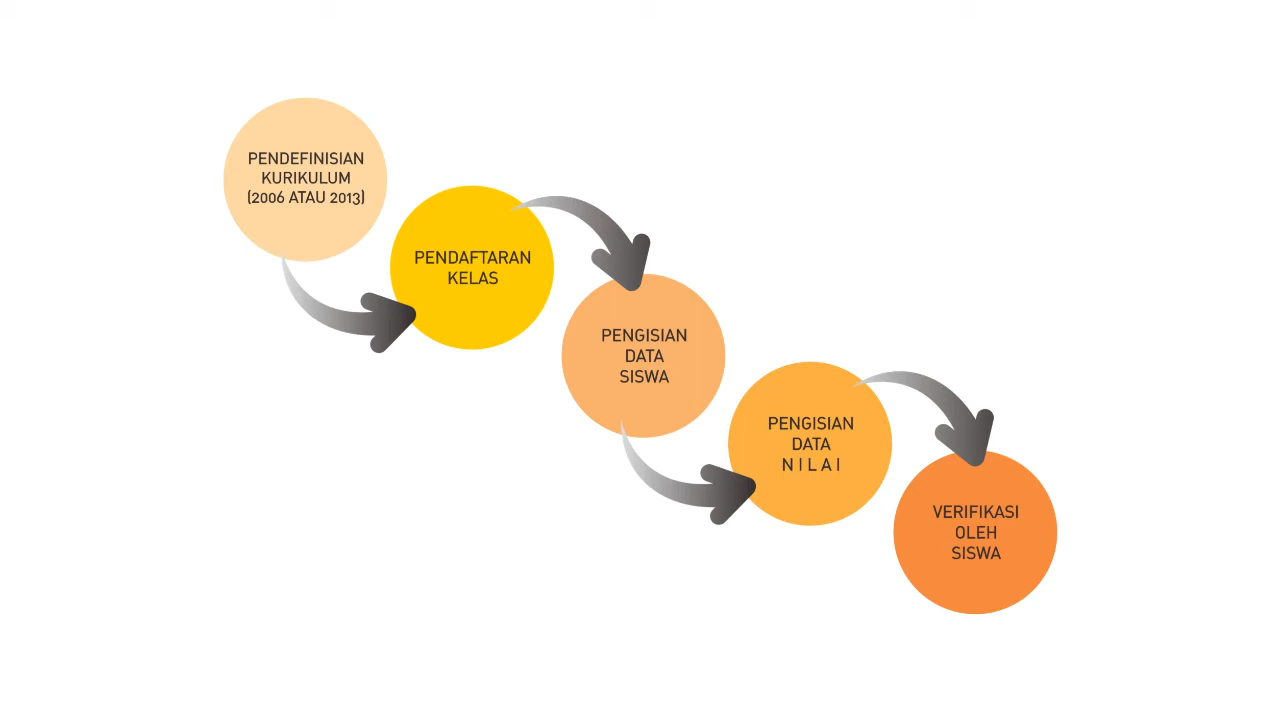 PENDEFINISIAN
KURIKULUM
(2006 ATAU 2013)
PENDAFTARAN
KELAS
PENGISIAN
DATA
SISWA
PENGISIAN
DATA
N I L A I
VERIFIKASI
OLEH
SISWA